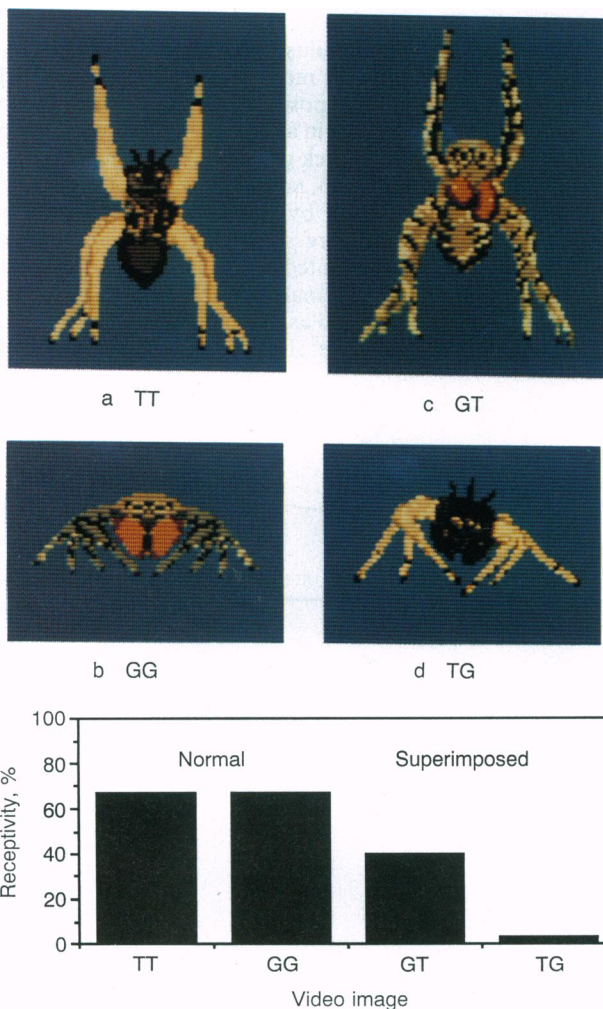 a TT
c GT
b GG
d TG
100
80
60
40
20
0
Receptivity, %
Normal
Superimposed
TT
GG
GT
TG
Video image